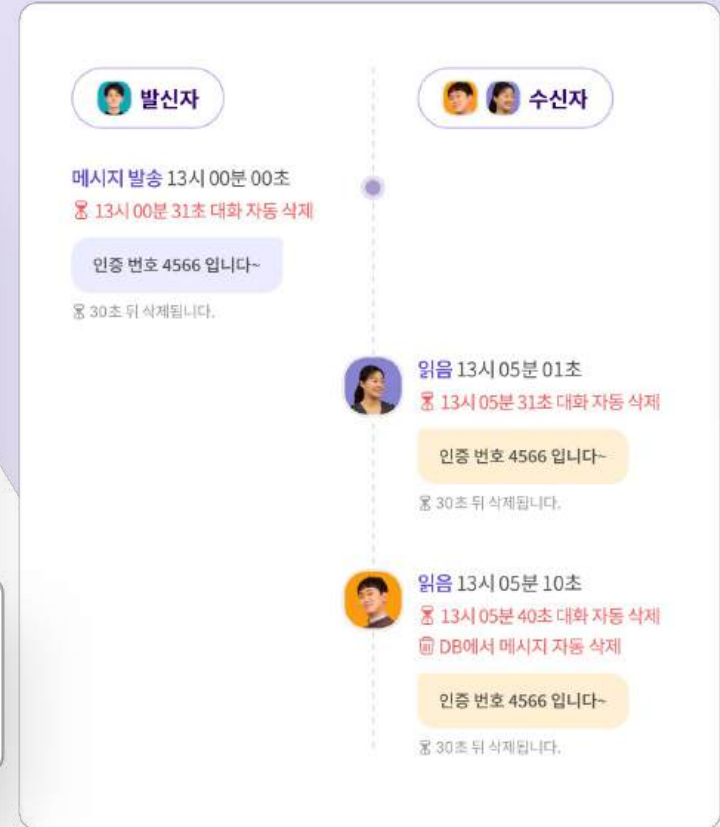 발신자
수신자
메시지 발송 13시 00분 00초
13시 00분 31초 대화 자동 삭제
인증 번호 4566 입니다~
30초 뒤 삭제됩니다.
읽음 13시 05분 01초
13시 05분 31초 대화 자동 삭제
인증 번호 4566 입니다~
30초 뒤 삭제됩니다.
읽음 13시 05분 10초
13시 05분 40초 대화 자동 삭제
DB에서 메시지 자동 삭제
인증 번호 4566 입니다~
30초 뒤 삭제됩니다.